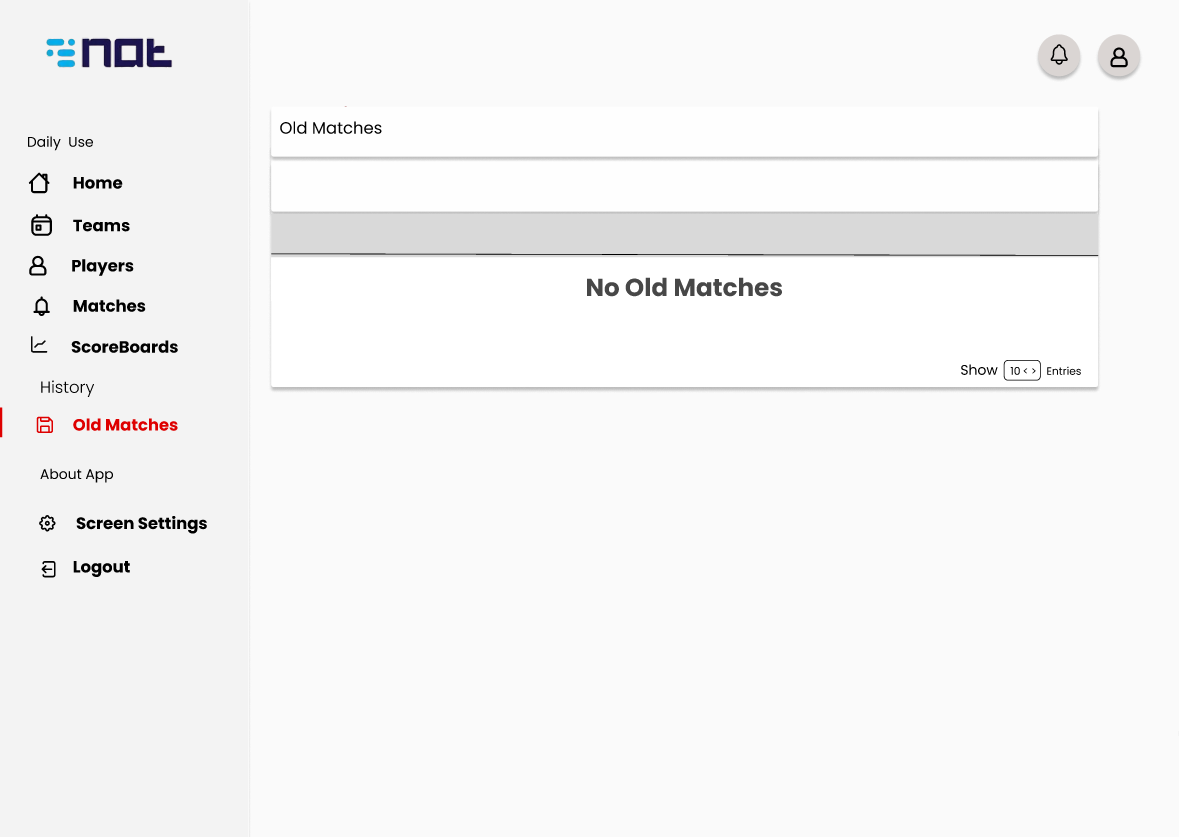 nat
Daily Use
Home
Teams
Players
Matches
ScoreBoards
History
Old Matches
About App
Screen Settings
Logout
Old Matches
No Old Matches
Show 10 < > Entries